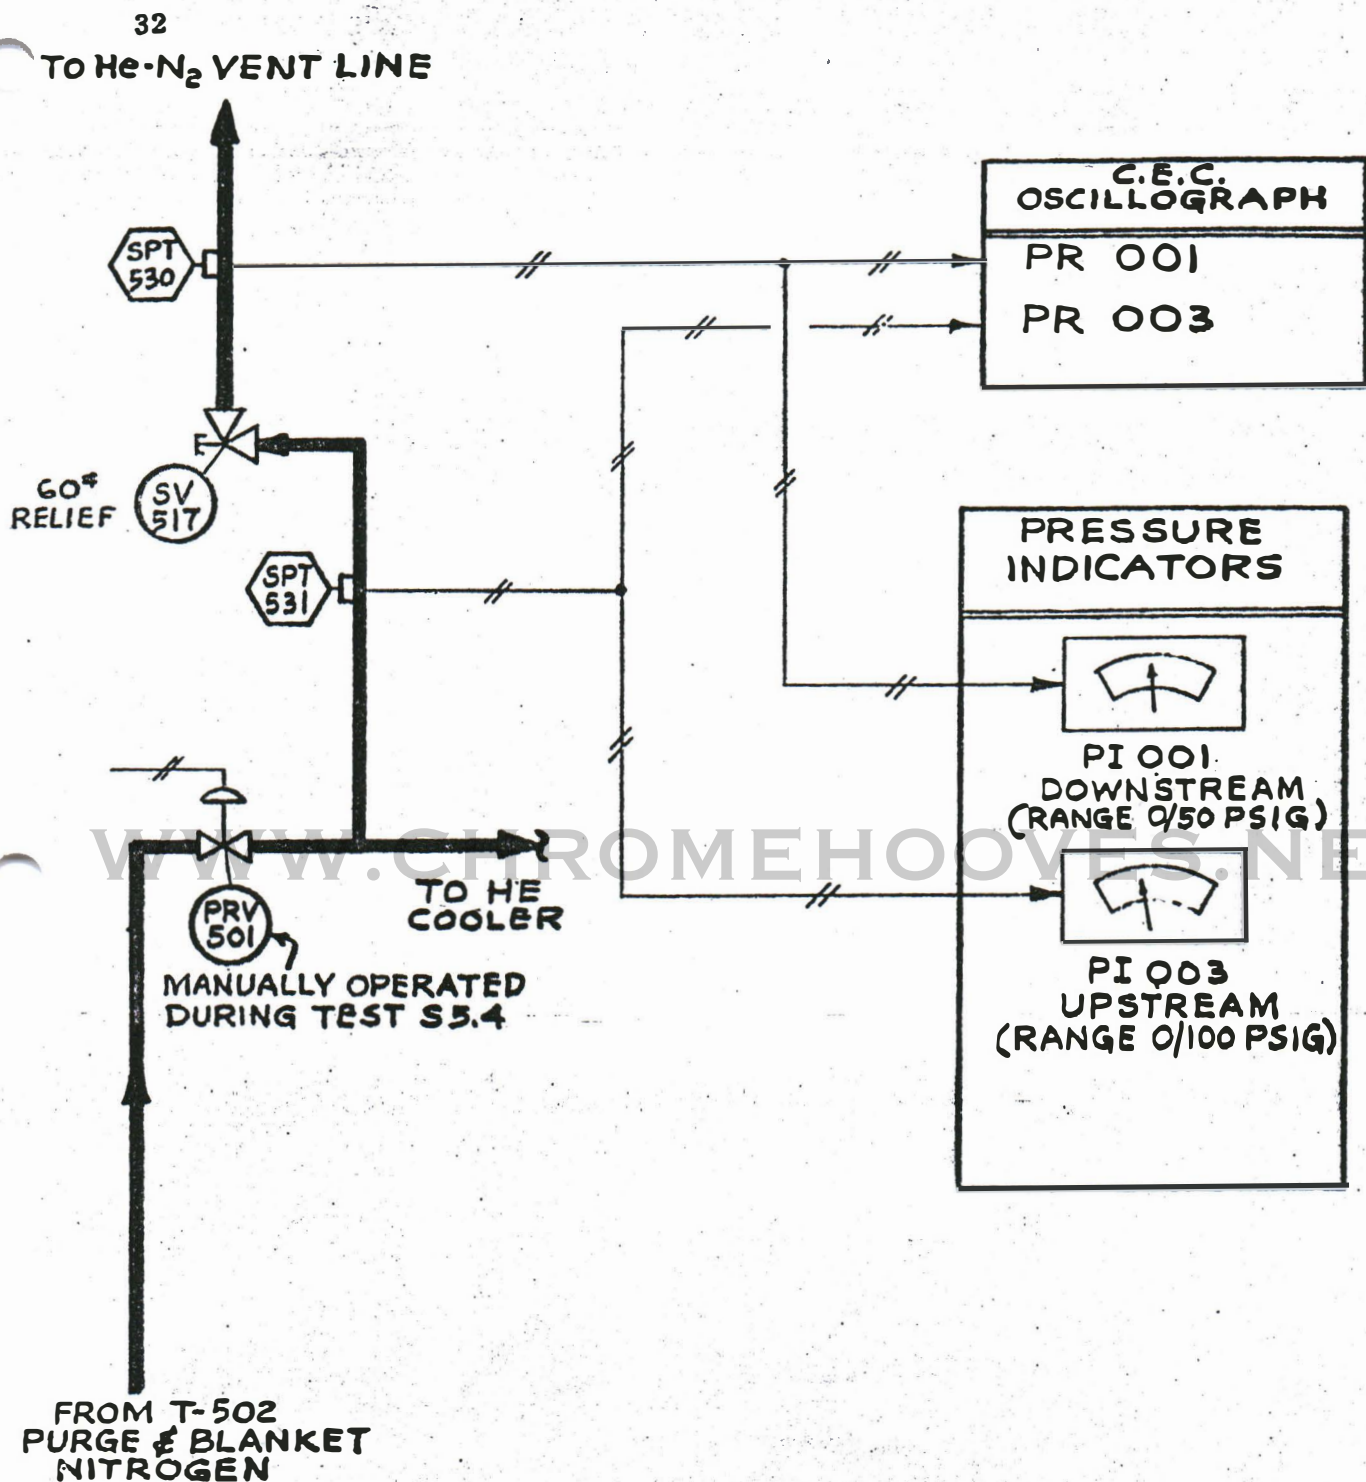 32
TO He-N₂ VENT LINE
C.E.C.
OSCILLOGRAPH
SPT
530
PR 001
PR 003
60#
RELIEF
SV
517
PRESSURE
INDICATORS
SPT
531
PI 001
DOWNSTREAM
(RANGE 0/50 PSIG)
WWW.CHROMEHOOVES.NE
TO HE
COOLER
PRV
501
MANUALLY OPERATED
DURING TEST S5.4
PI 003
UPSTREAM
(RANGE 0/100 PSIG)
FROM T-502
PURGE & BLANKET
NITROGEN